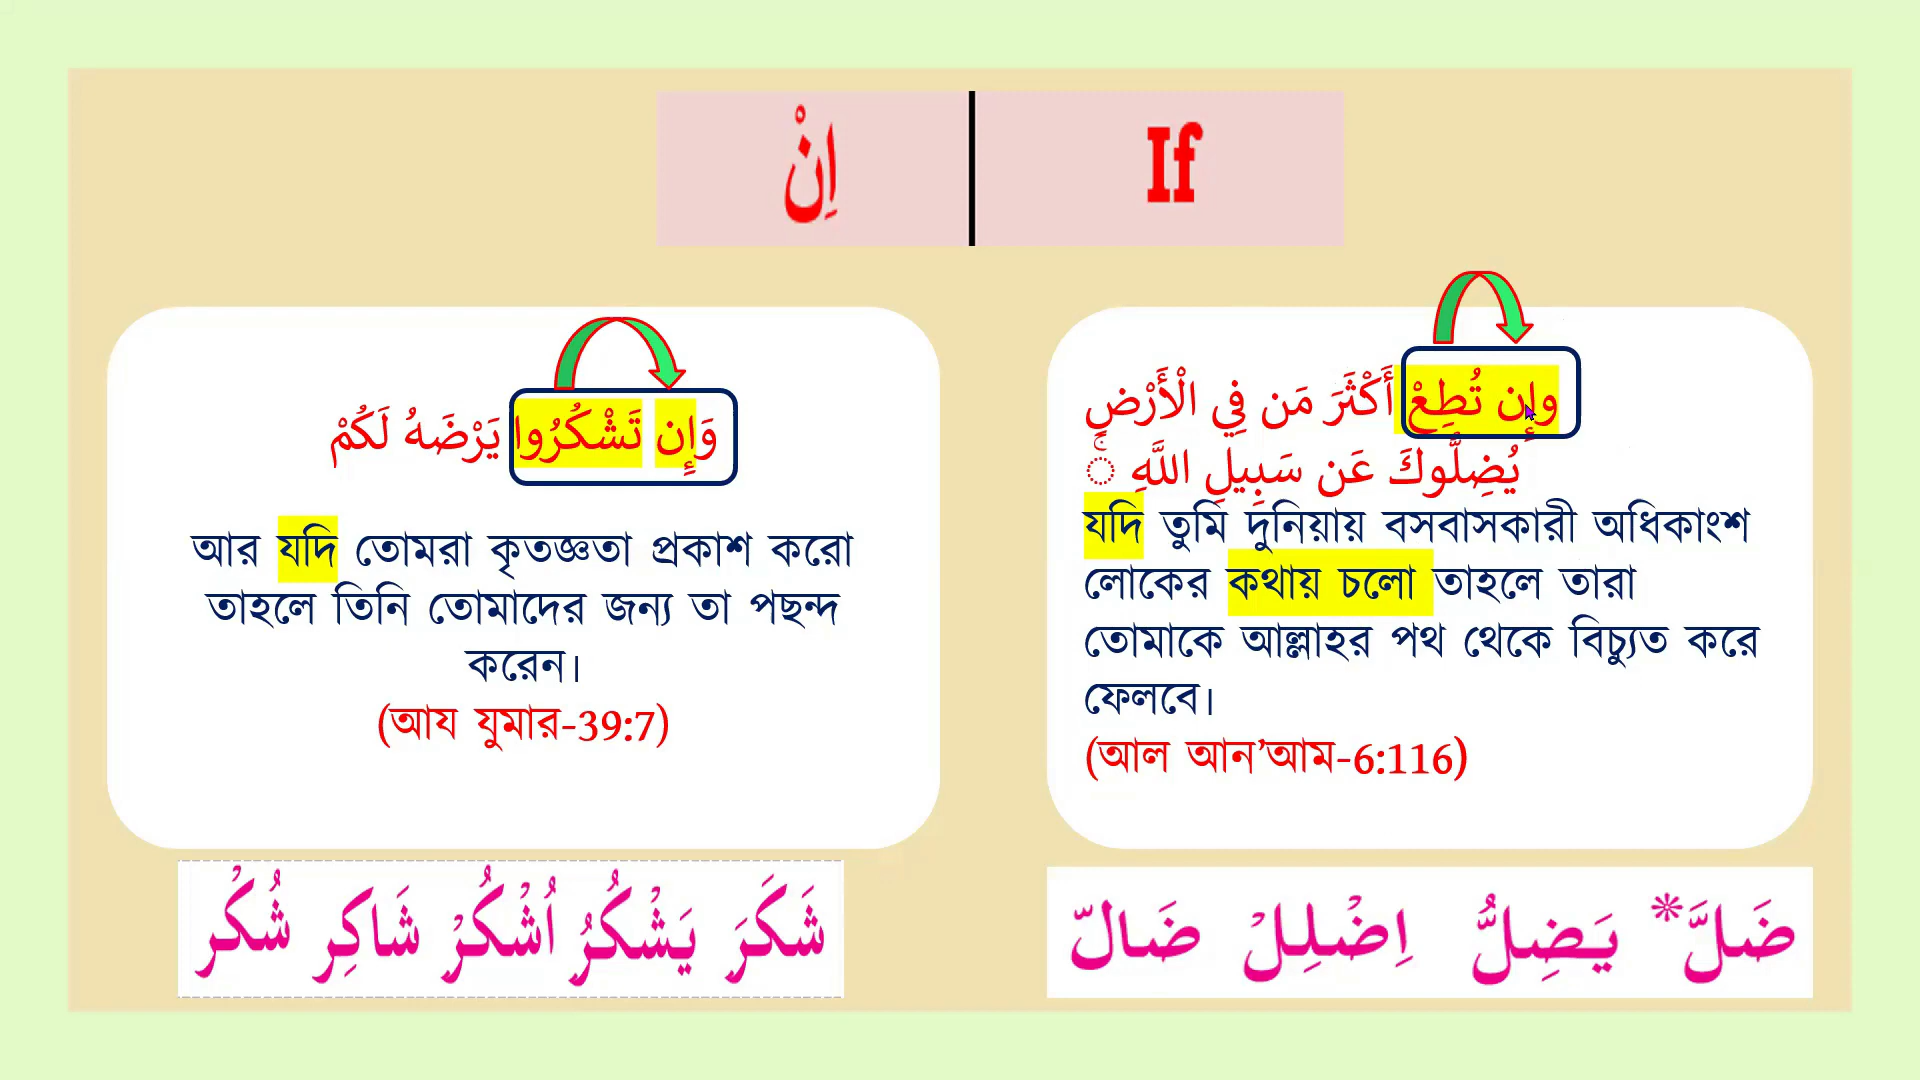 اِنْ
If
وَإِن تَشْكُرُوا يَرْضَهُ لَكُمْ
আর যদি তোমরা কৃতজ্ঞতা প্রকাশ করো
তাহলে তিনি তোমাদের জন্য তা পছন্দ
করেন।
(আয যুমার-39:7)
وإِن تُطِعْ أَكْثَرَ مَن فِي الْأَرْضِ
يُضِلُّوكَ عَن سَبِيلِ اللَّهِ ۚ
যদি তুমি দুনিয়ায় বসবাসকারী অধিকাংশ
লোকের কথায় চলো তাহলে তারা
তোমাকে আল্লাহর পথ থেকে বিচ্যুত করে
ফেলবে।
(আল আন’আম-6:116)
شَكَرَ يَشْكُرُ اُشْكُرْ شَاكِر شُكْر
ضَلَّ* يَضِلُّ اِضْلِلْ ضَالّ